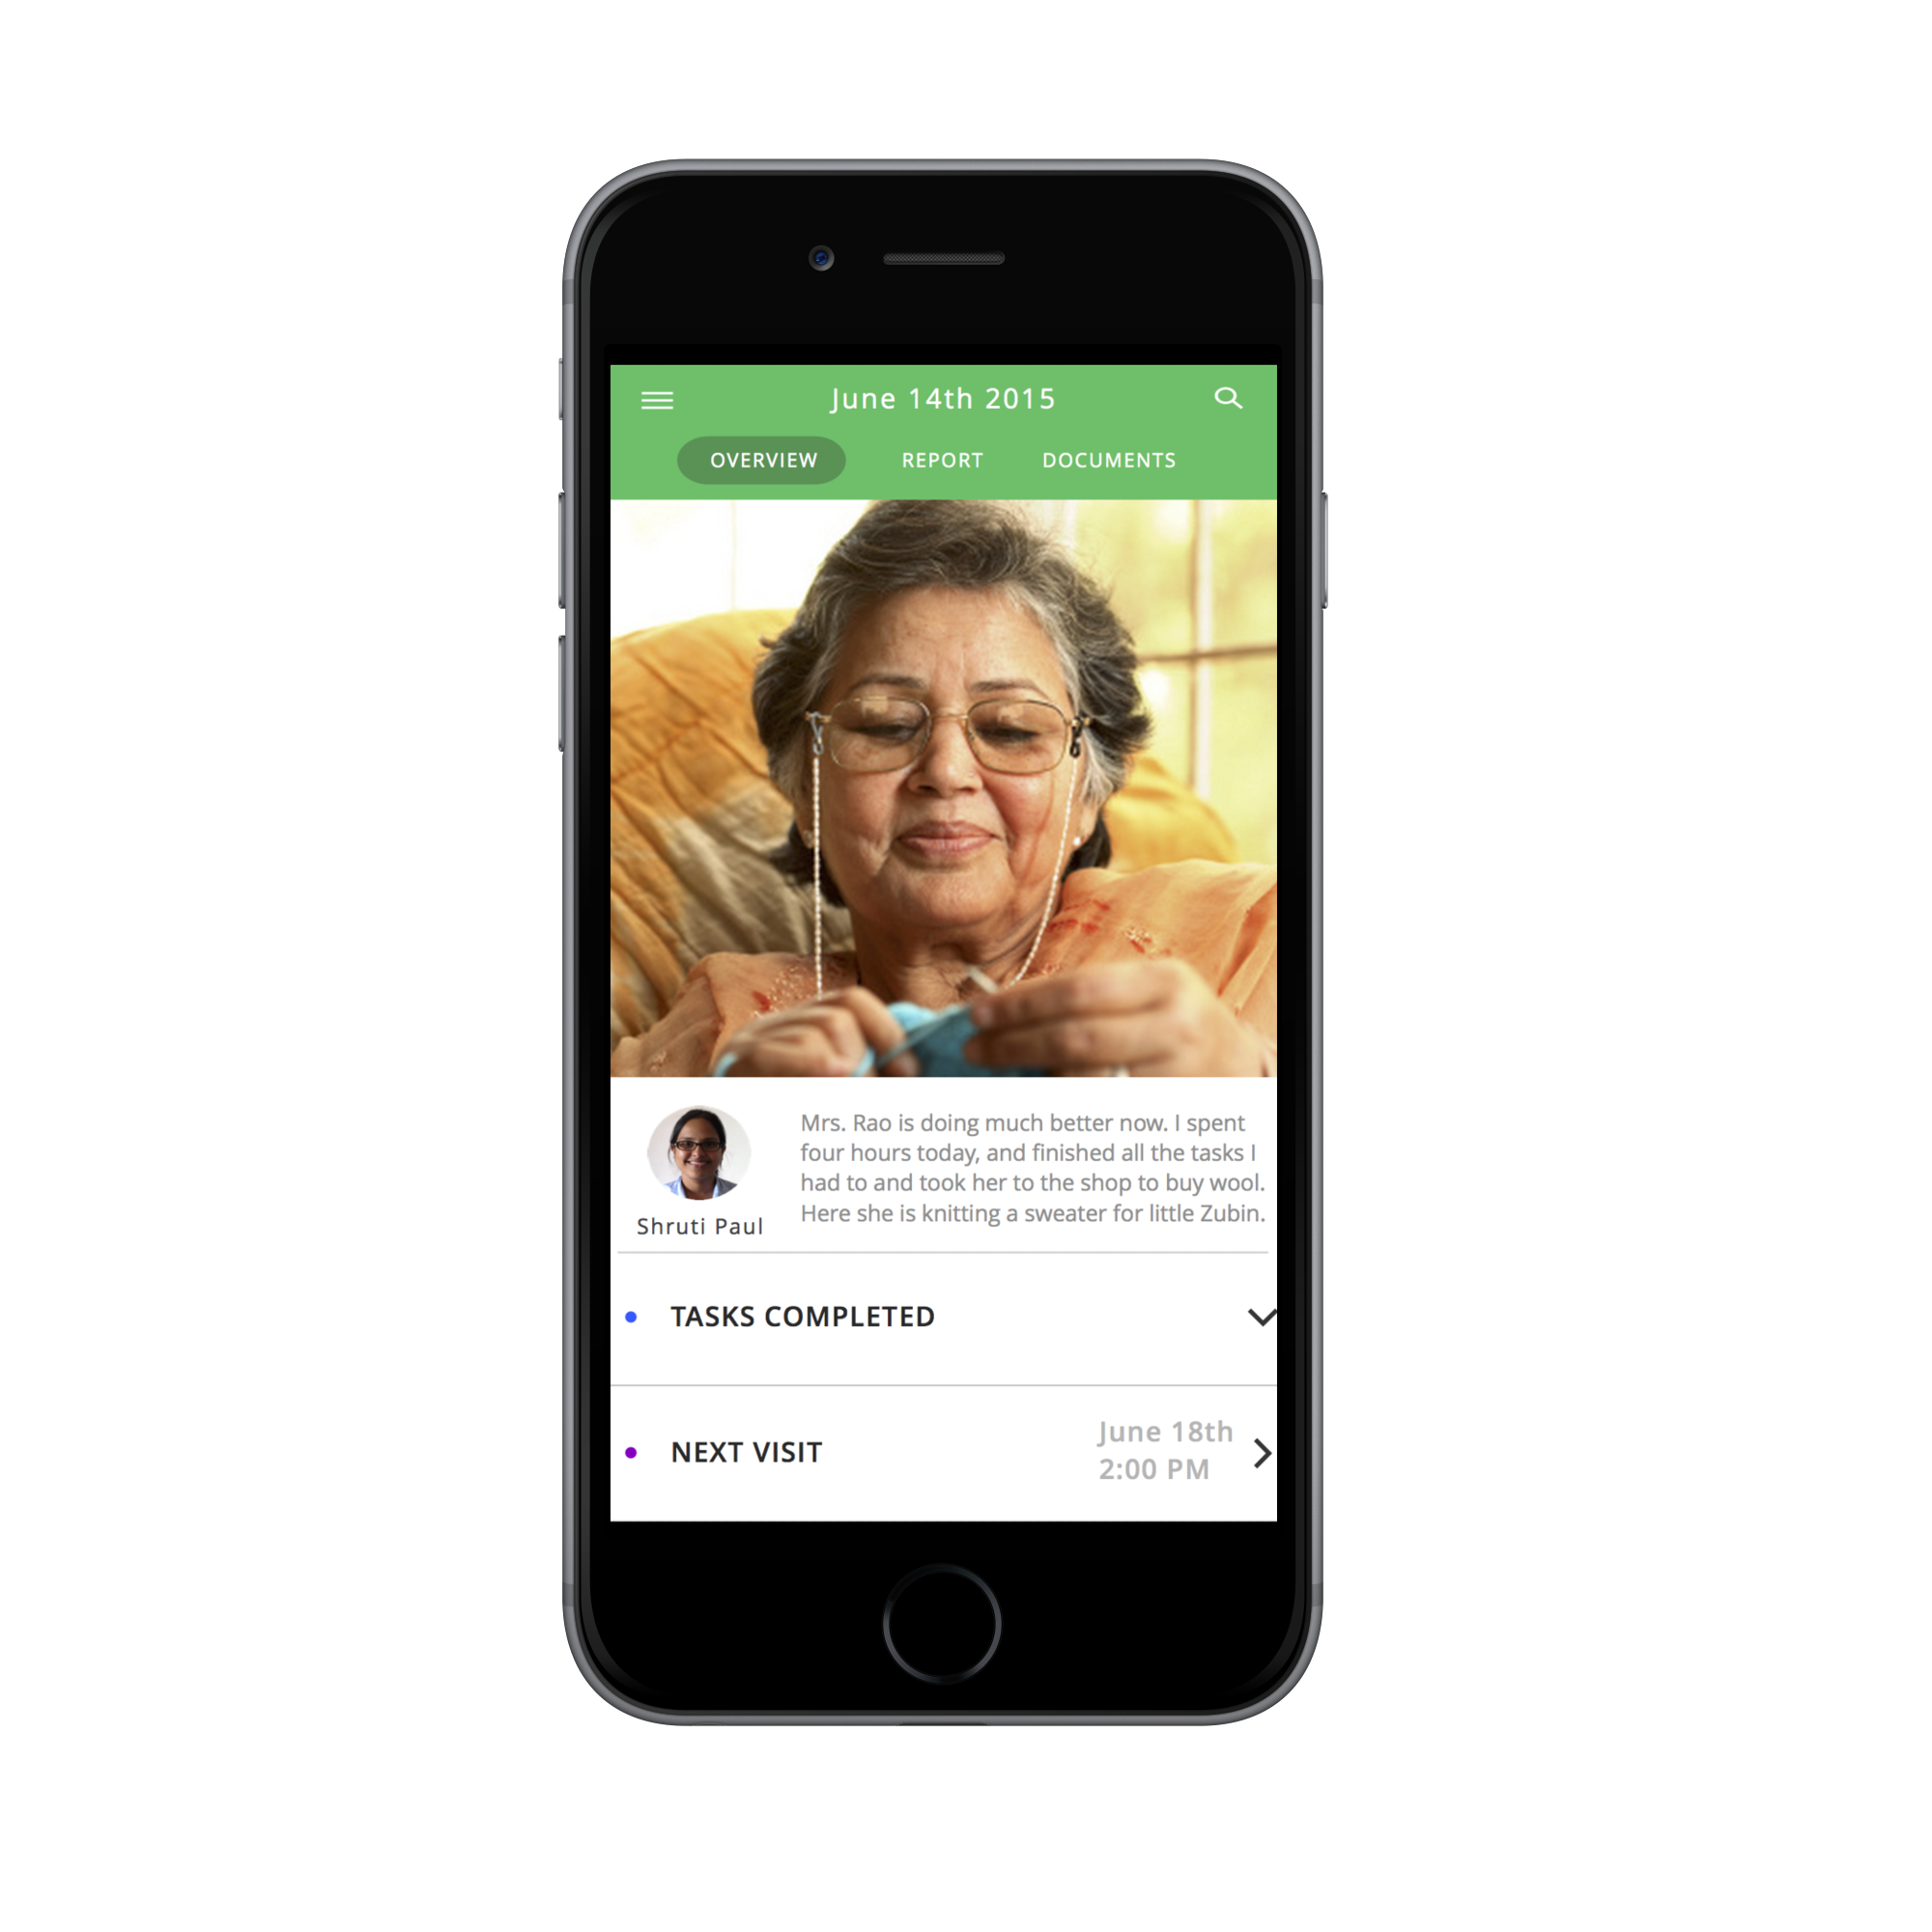 June 14th 2015
OVERVIEW REPORT DOCUMENTS
Mrs. Rao is doing much better now. I spent
four hours today, and finished all the tasks I
had to and took her to the shop to buy wool.
Here she is knitting a sweater for little Zubin.
Shruti Paul
TASKS COMPLETED
NEXT VISIT
June 18th
2:00 PM